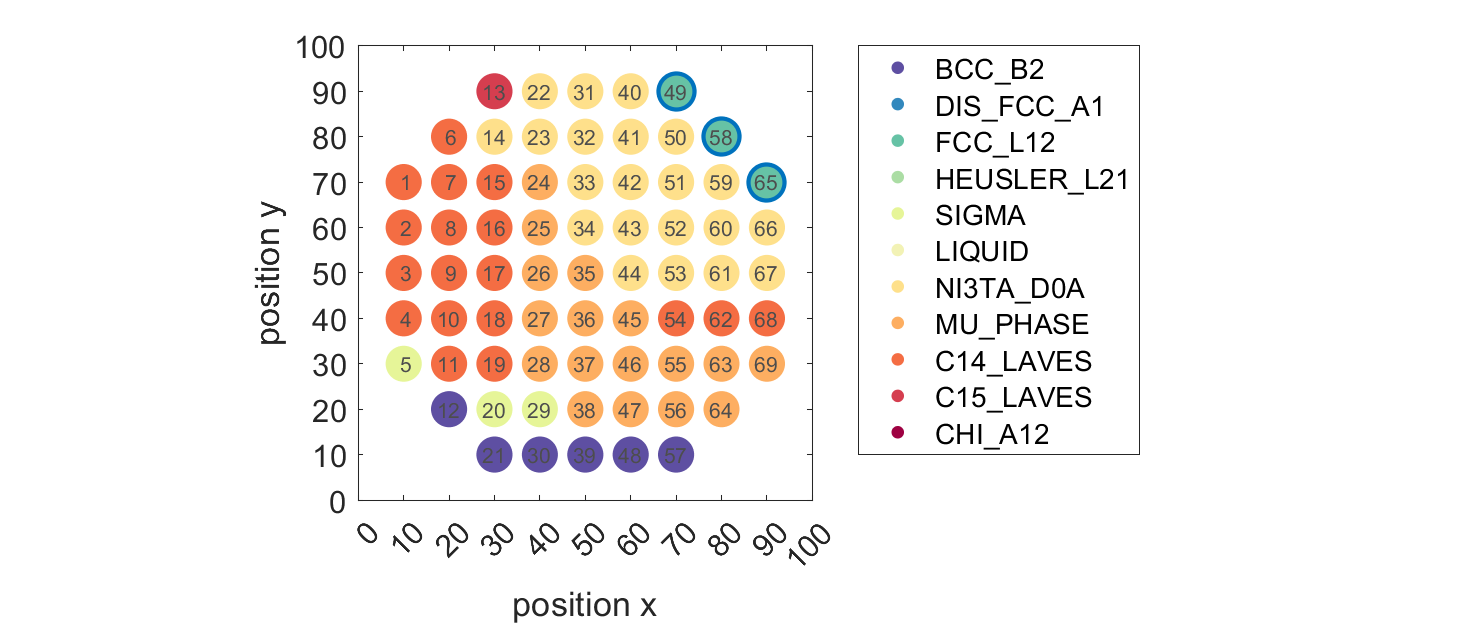 100
90
80
70
60
50
40
30
20
10
0
13 22 31 40 49
6 14 23 32 41 50 58
1 7 15 24 33 42 51 59 65
2 8 16 25 34 43 52 60 66
3 9 17 26 35 44 53 61 67
4 10 18 27 36 45 54 62 68
5 11 19 28 37 46 55 63 69
12 20 29 38 47 56 64
21 30 39 48 57
0 10 20 30 40 50 60 70 80 90 100
position x
position y
BCC_B2
DIS_FCC_A1
FCC_L12
HEUSLER_L21
SIGMA
LIQUID
NI3TA_D0A
MU_PHASE
C14_LAVES
C15_LAVES
CHI_A12